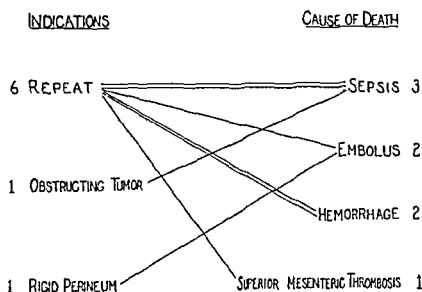 INDICATIONS CAUSE OF DEATH
6 REPEAT SEPSIS 3
EMBOLUS 2
1 OBSTRUCTING TUMOR
HEMORRHAGE 2
1 RIGID PERINEUM SUPERIOR MESENTERIC THROMBOSIS 1